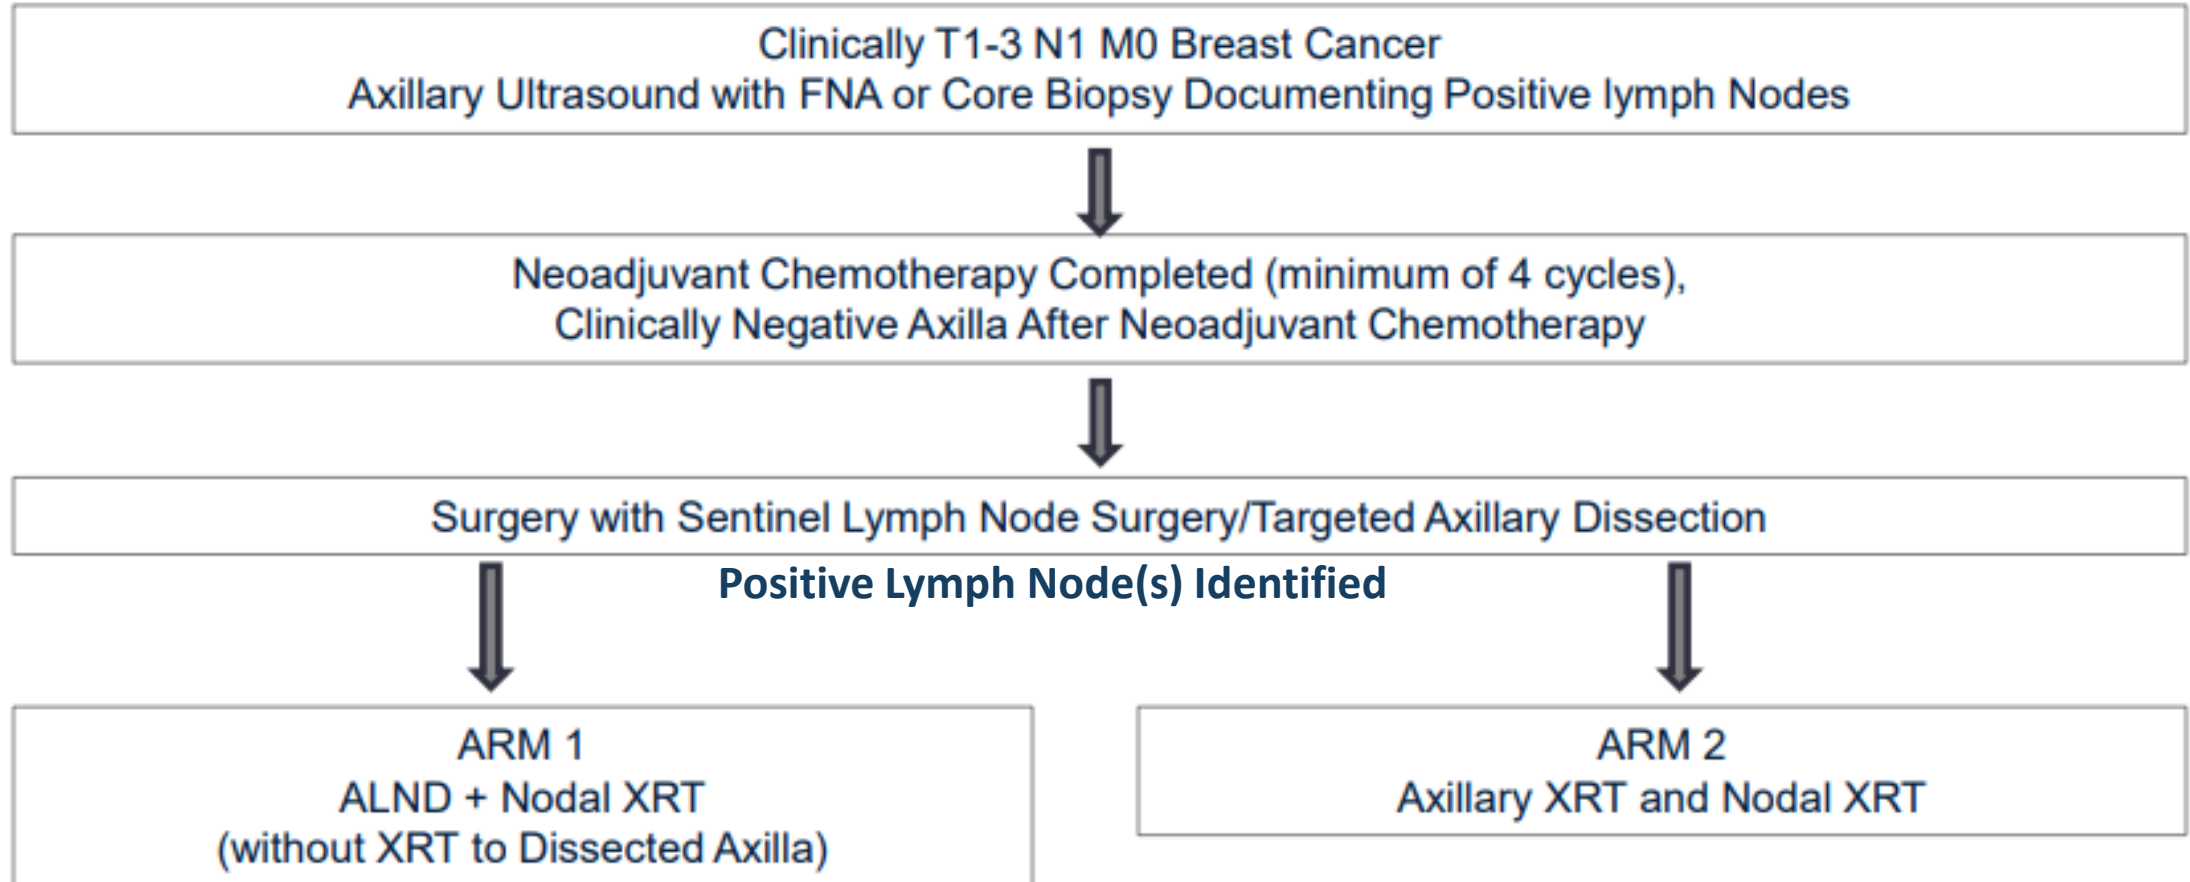 Clinically T1-3 N1 M0 Breast Cancer
Axillary Ultrasound with FNA or Core Biopsy Documenting Positive lymph Nodes
Neoadjuvant Chemotherapy Completed (minimum of 4 cycles),
Clinically Negative Axilla After Neoadjuvant Chemotherapy
Surgery with Sentinel Lymph Node Surgery/Targeted Axillary Dissection
Positive Lymph Node(s) Identified
ARM 1
ALND + Nodal XRT
(without XRT to Dissected Axilla)
ARM 2
Axillary XRT and Nodal XRT